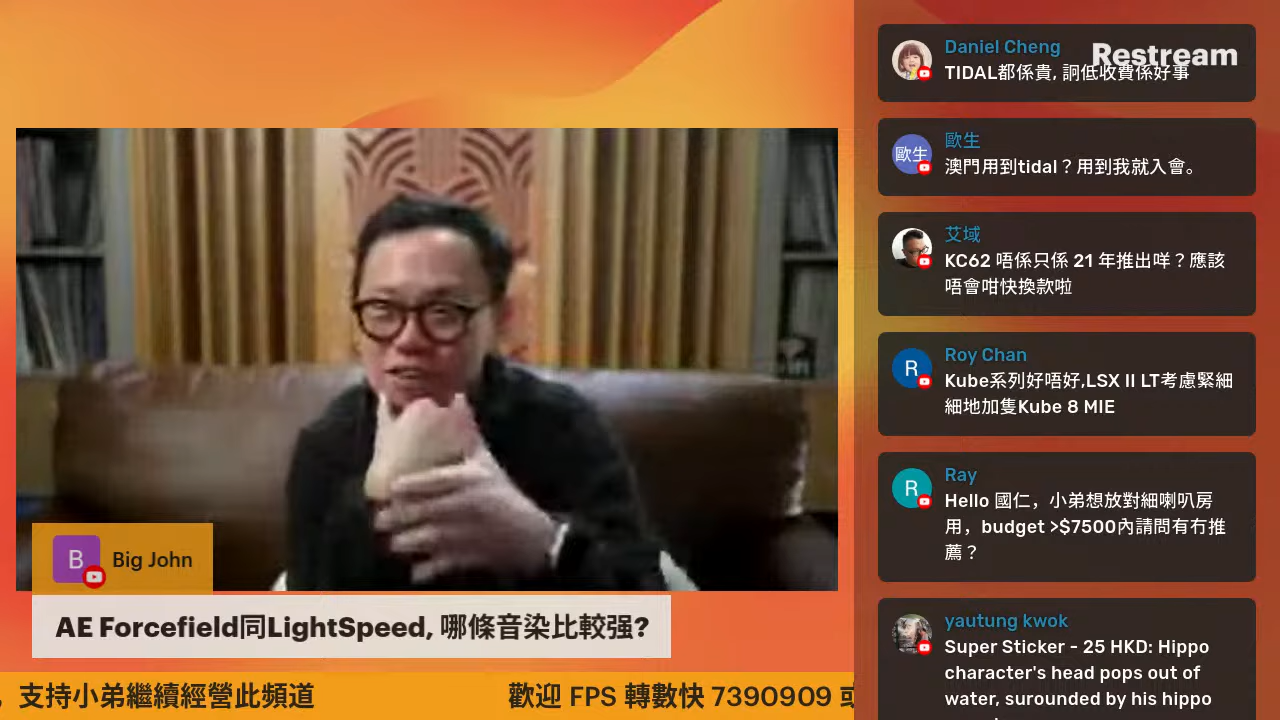 Restream
Daniel Cheng
TIDAL都係貴, 詗低收費係好事
歐生
歐生
澳門用到tidal？用到我就入會。
艾域
KC62 唔係只係 21 年推出咩？應該
唔會咁快換款啦
R
Roy Chan
Kube系列好唔好,LSX II LT考慮緊細
細地加隻Kube 8 MIE
R
Ray
Hello 國仁，小弟想放對細喇叭房
用，budget >$7500內請問有冇推
薦？
yautung kwok
Super Sticker - 25 HKD: Hippo
character's head pops out of
water, surounded by his hippo
B
Big John
AE Forcefield同LightSpeed, 哪條音染比較强?
支持小弟繼續經營此頻道
歡迎 FPS 轉數快 7390909 或